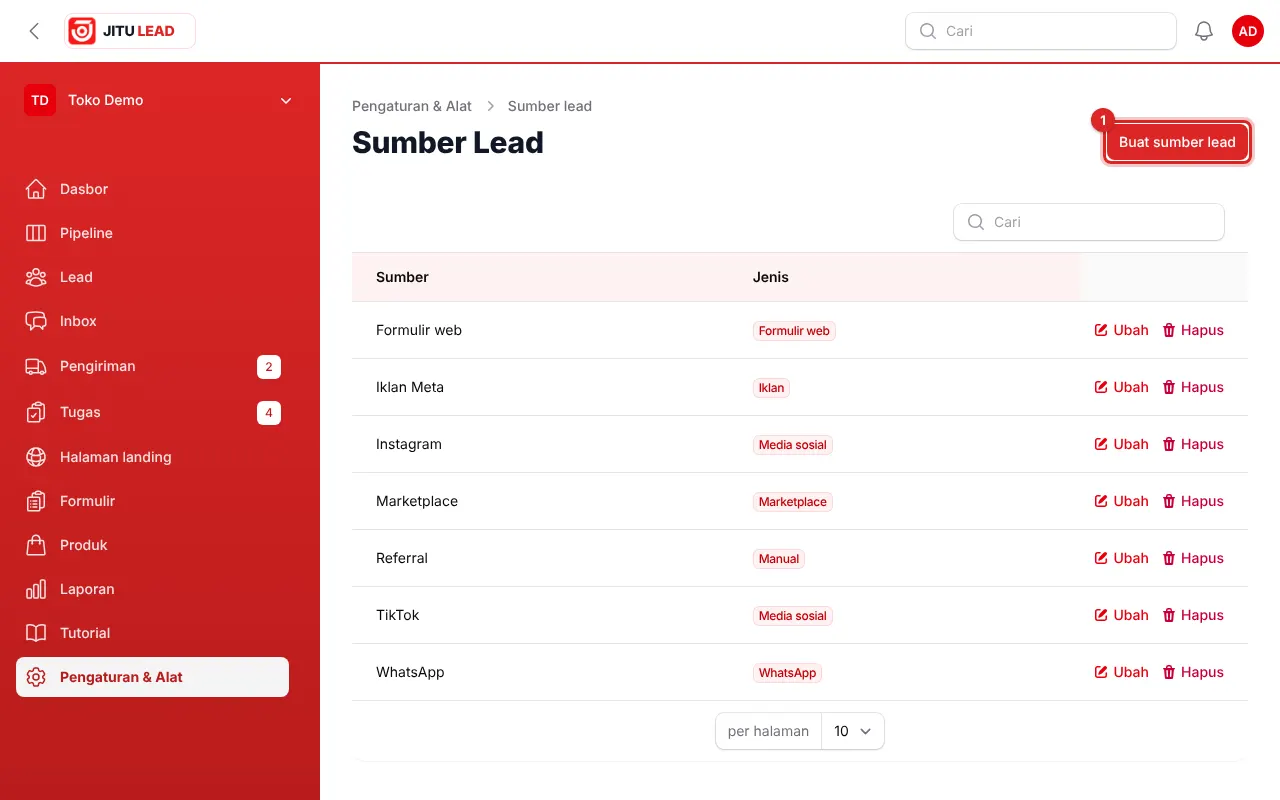 JITU LEAD
Cari
AD
TD
Toko Demo
Dasbor
Pipeline
Lead
Inbox
Pengiriman
2
Tugas
4
Halaman landing
Formulir
Produk
Laporan
Tutorial
Pengaturan & Alat
Pengaturan & Alat > Sumber lead
Sumber Lead
1
Buat sumber lead
Cari
Sumber Jenis
Formulir web Formulir web Ubah Hapus
Iklan Meta Iklan Ubah Hapus
Instagram Media sosial Ubah Hapus
Marketplace Marketplace Ubah Hapus
Referral Manual Ubah Hapus
TikTok Media sosial Ubah Hapus
WhatsApp WhatsApp Ubah Hapus
per halaman 10